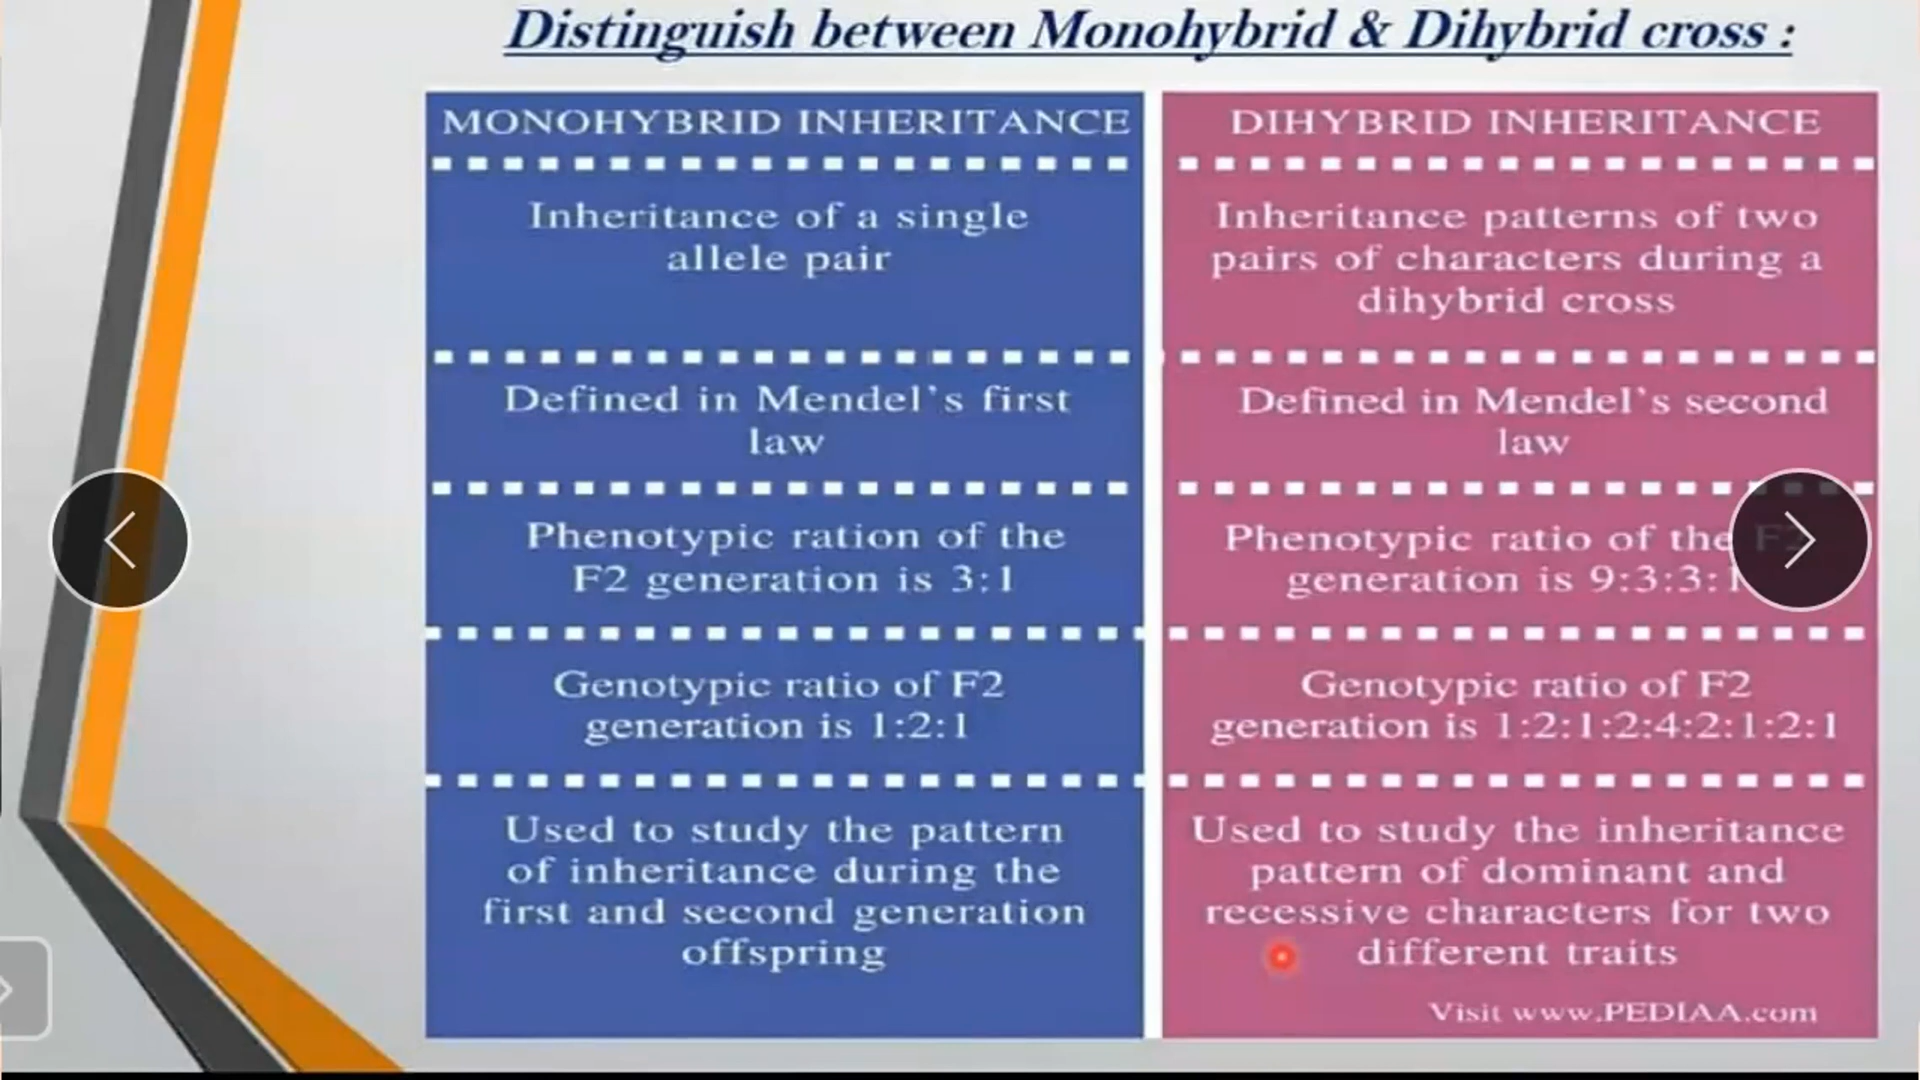 Distinguish between Monohybrid & Dihybrid cross :
MONOHYBRID INHERITANCE
Inheritance of a single
allele pair
Defined in Mendel's first
law
Phenotypic ration of the
F2 generation is 3:1
Genotypic ratio of F2
generation is 1:2:1
Used to study the pattern
of inheritance during the
first and second generation
offspring
DIHYBRID INHERITANCE
Inheritance patterns of two
pairs of characters during a
dihybrid cross
Defined in Mendel's second
law
Phenotypic ratio of the F2
generation is 9:3:3:1
Genotypic ratio of F2
generation is 1:2:1:2:4:2:1:2:1
Used to study the inheritance
pattern of dominant and
recessive characters for two
different traits
Visit www.PEDIAA.com